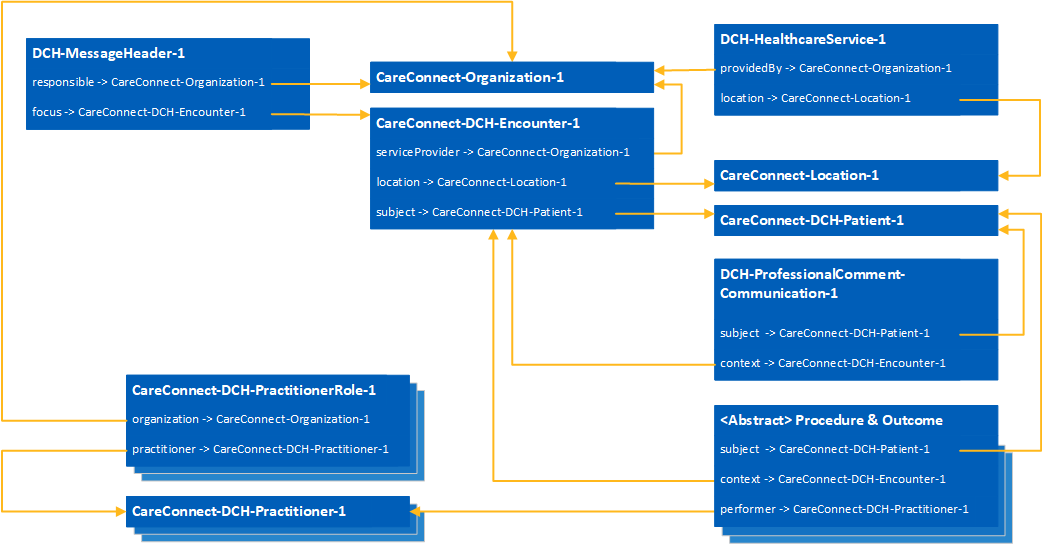 DCH-MessageHeader-1
responsible -> CareConnect-Organization-1
focus -> CareConnect-DCH-Encounter-1
CareConnect-Organization-1
CareConnect-DCH-Encounter-1
serviceProvider -> CareConnect-Organization-1
location -> CareConnect-Location-1
subject -> CareConnect-DCH-Patient-1
DCH-HealthcareService-1
providedBy -> CareConnect-Organization-1
location -> CareConnect-Location-1
CareConnect-Location-1
CareConnect-DCH-Patient-1
DCH-ProfessionalComment-
Communication-1
subject -> CareConnect-DCH-Patient-1
context -> CareConnect-DCH-Encounter-1
CareConnect-DCH-PractitionerRole-1
organization -> CareConnect-Organization-1
practitioner -> CareConnect-DCH-Practitioner-1
CareConnect-DCH-Practitioner-1
<Abstract> Procedure & Outcome
subject -> CareConnect-DCH-Patient-1
context -> CareConnect-DCH-Encounter-1
performer -> CareConnect-DCH-Practitioner-1